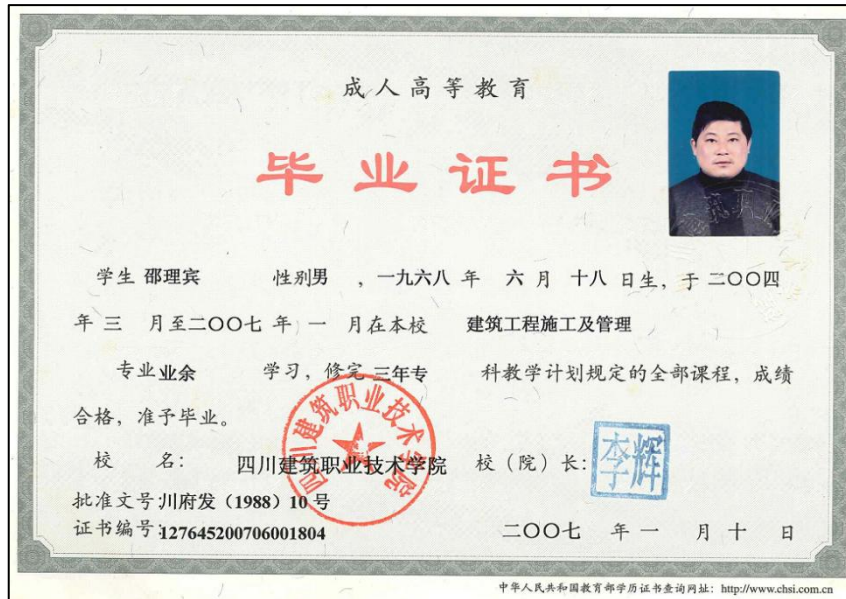 成人高等教育
毕业证书
学生 邵理宾 性别男 ，一九六八 年 六 月 十八 日生，于 二〇〇四
年 三 月至二〇〇七 年 一 月在本校 建筑工程施工及管理
专业 业余 学习，修完 三年专 科教学计划规定的全部课程，成绩
合格，准予毕业。
校 名： 四川建筑职业技术学院 校（院）长：
李辉
四川建筑职业技术学院
批准文号:川府发（1988）10 号
证书编号:127645200706001804
二〇〇七 年 一 月 十 日
中华人民共和国教育部学历证书查询网址：http://www.chsi.com.cn